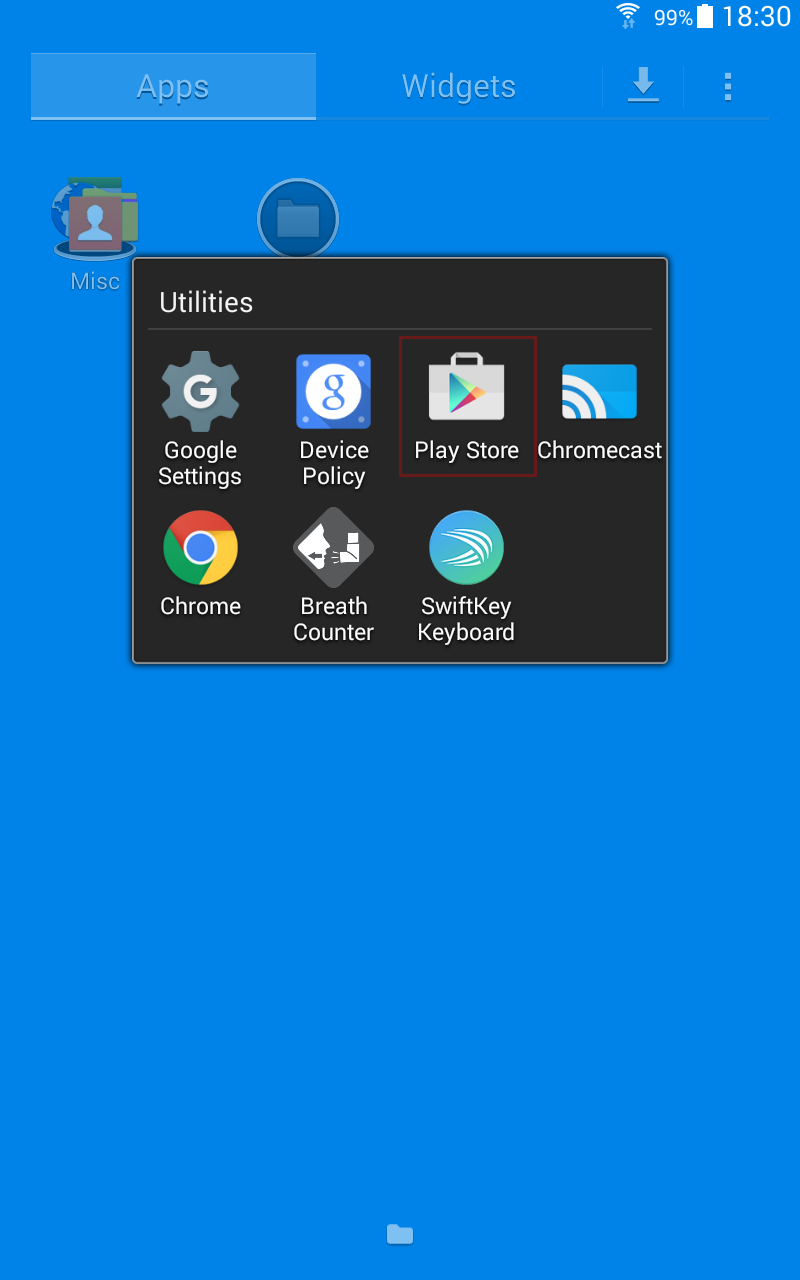 99% 18:30
Apps Widgets
Misc
Utilities
Google Settings
Device Policy
Play Store
Chromecast
Chrome
Breath Counter
SwiftKey Keyboard